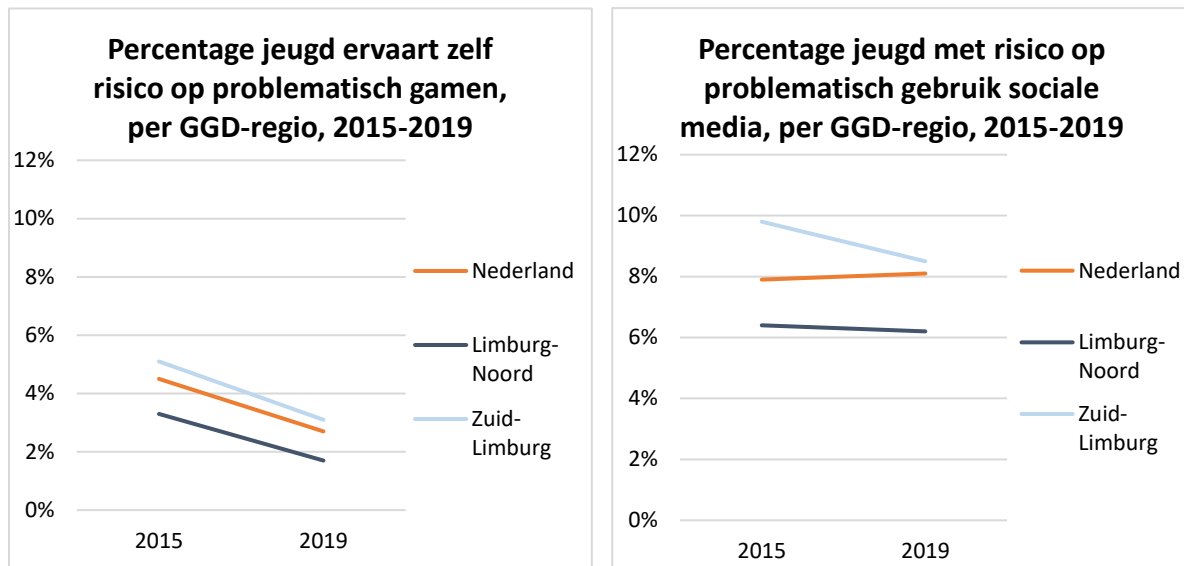 Percentage jeugd ervaart zelf
risico op problematisch gamen,
per GGD-regio, 2015-2019
12%
10%
8%
6%
4%
2%
0%
2015
2019
Nederland
Limburg-
Noord
Zuid-
Limburg
Percentage jeugd met risico op
problematisch gebruik sociale
media, per GGD-regio, 2015-2019
12%
10%
8%
6%
4%
2%
0%
2015
2019
Nederland
Limburg-
Noord
Zuid-
Limburg